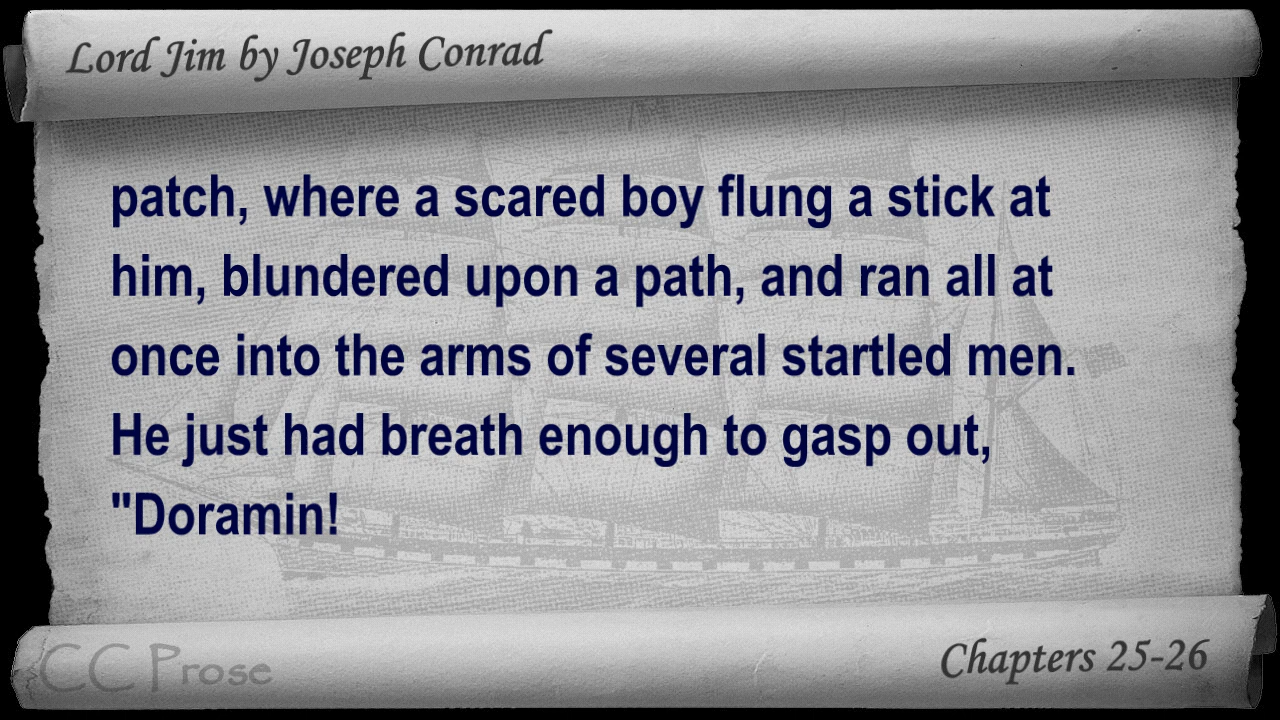 Lord Jim by Joseph Conrad
patch, where a scared boy flung a stick at
him, blundered upon a path, and ran all at
once into the arms of several startled men.
He just had breath enough to gasp out,
"Doramin!
CC Prose
Chapters 25-26